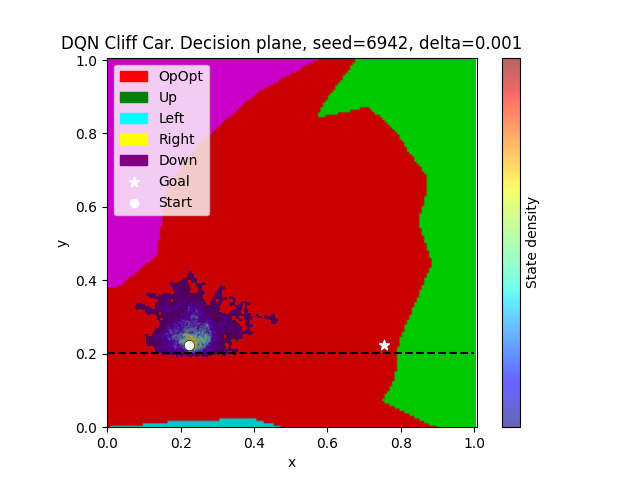 DQN Cliff Car. Decision plane, seed=6942, delta=0.001
1.0
0.8
0.6
0.4
0.2
0.0
y
OpOpt
Up
Left
Right
Down
Goal
Start
0.0 0.2 0.4 0.6 0.8 1.0
x
State density